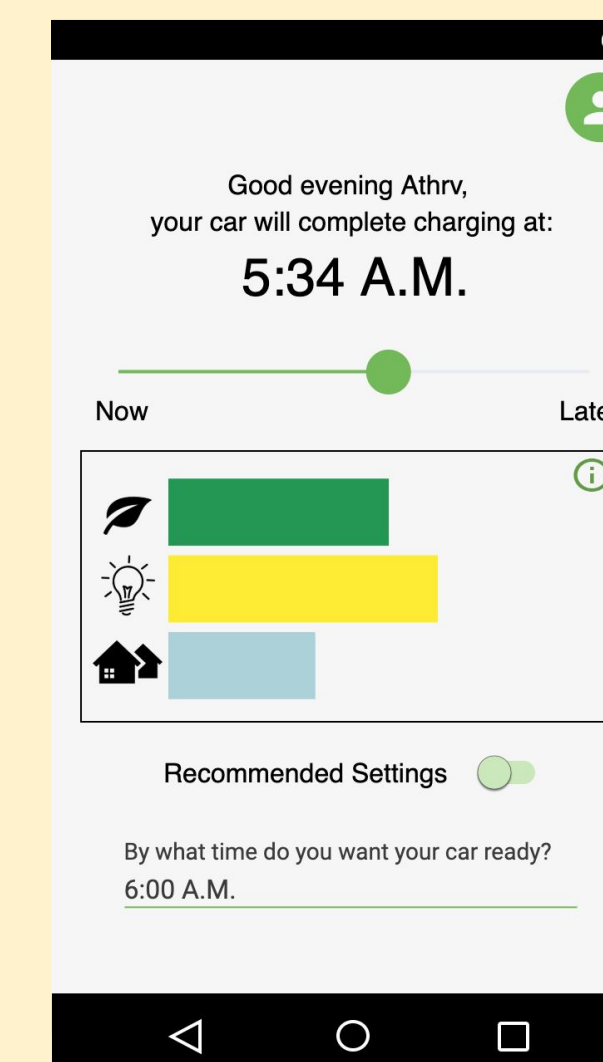 Good evening Athrv,
your car will complete charging at:
5:34 A.M.
Now
Late
Recommended Settings
By what time do you want your car ready?
6:00 A.M.